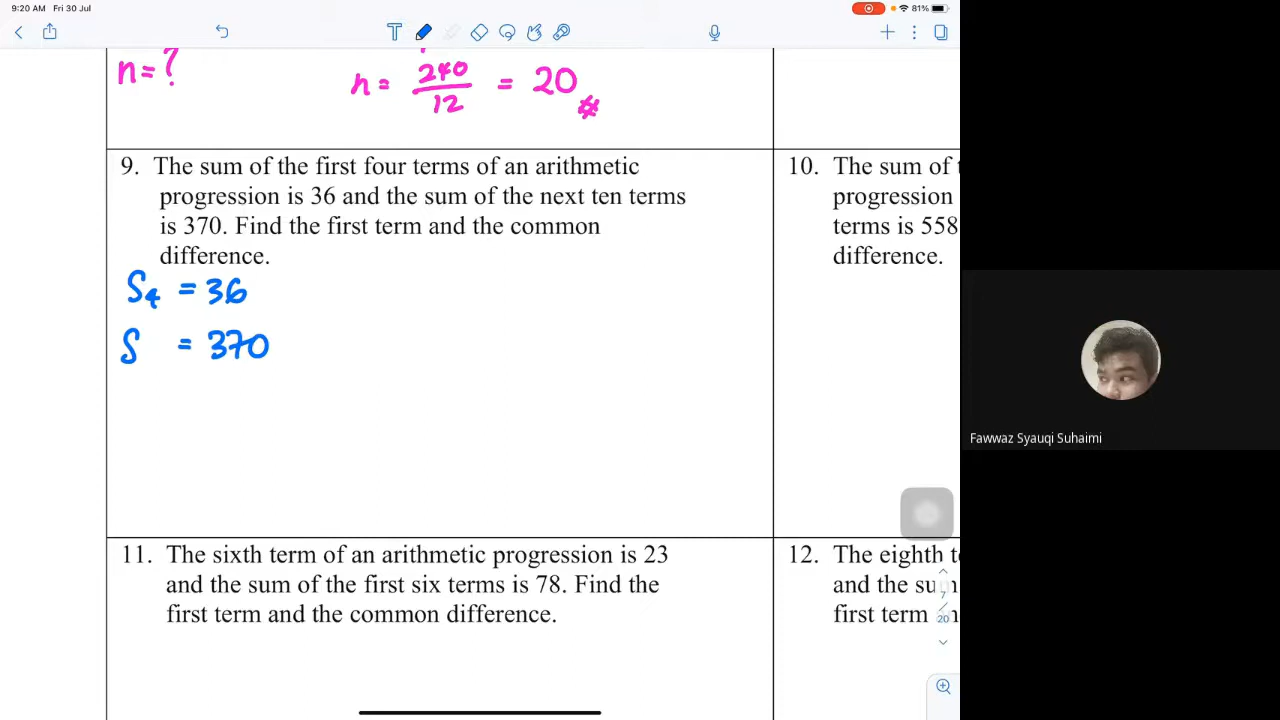 9:20 AM Fri 30 Jul
81%
n = ?
n = 240/12 = 20 #
9. The sum of the first four terms of an arithmetic
progression is 36 and the sum of the next ten terms
is 370. Find the first term and the common
difference.
S4 = 36
S = 370
10. The sum of
progression
terms is 558
difference.
Fawwaz Syauqi Suhaimi
11. The sixth term of an arithmetic progression is 23
and the sum of the first six terms is 78. Find the
first term and the common difference.
12. The eighth t
and the sum
first term
7
/
20